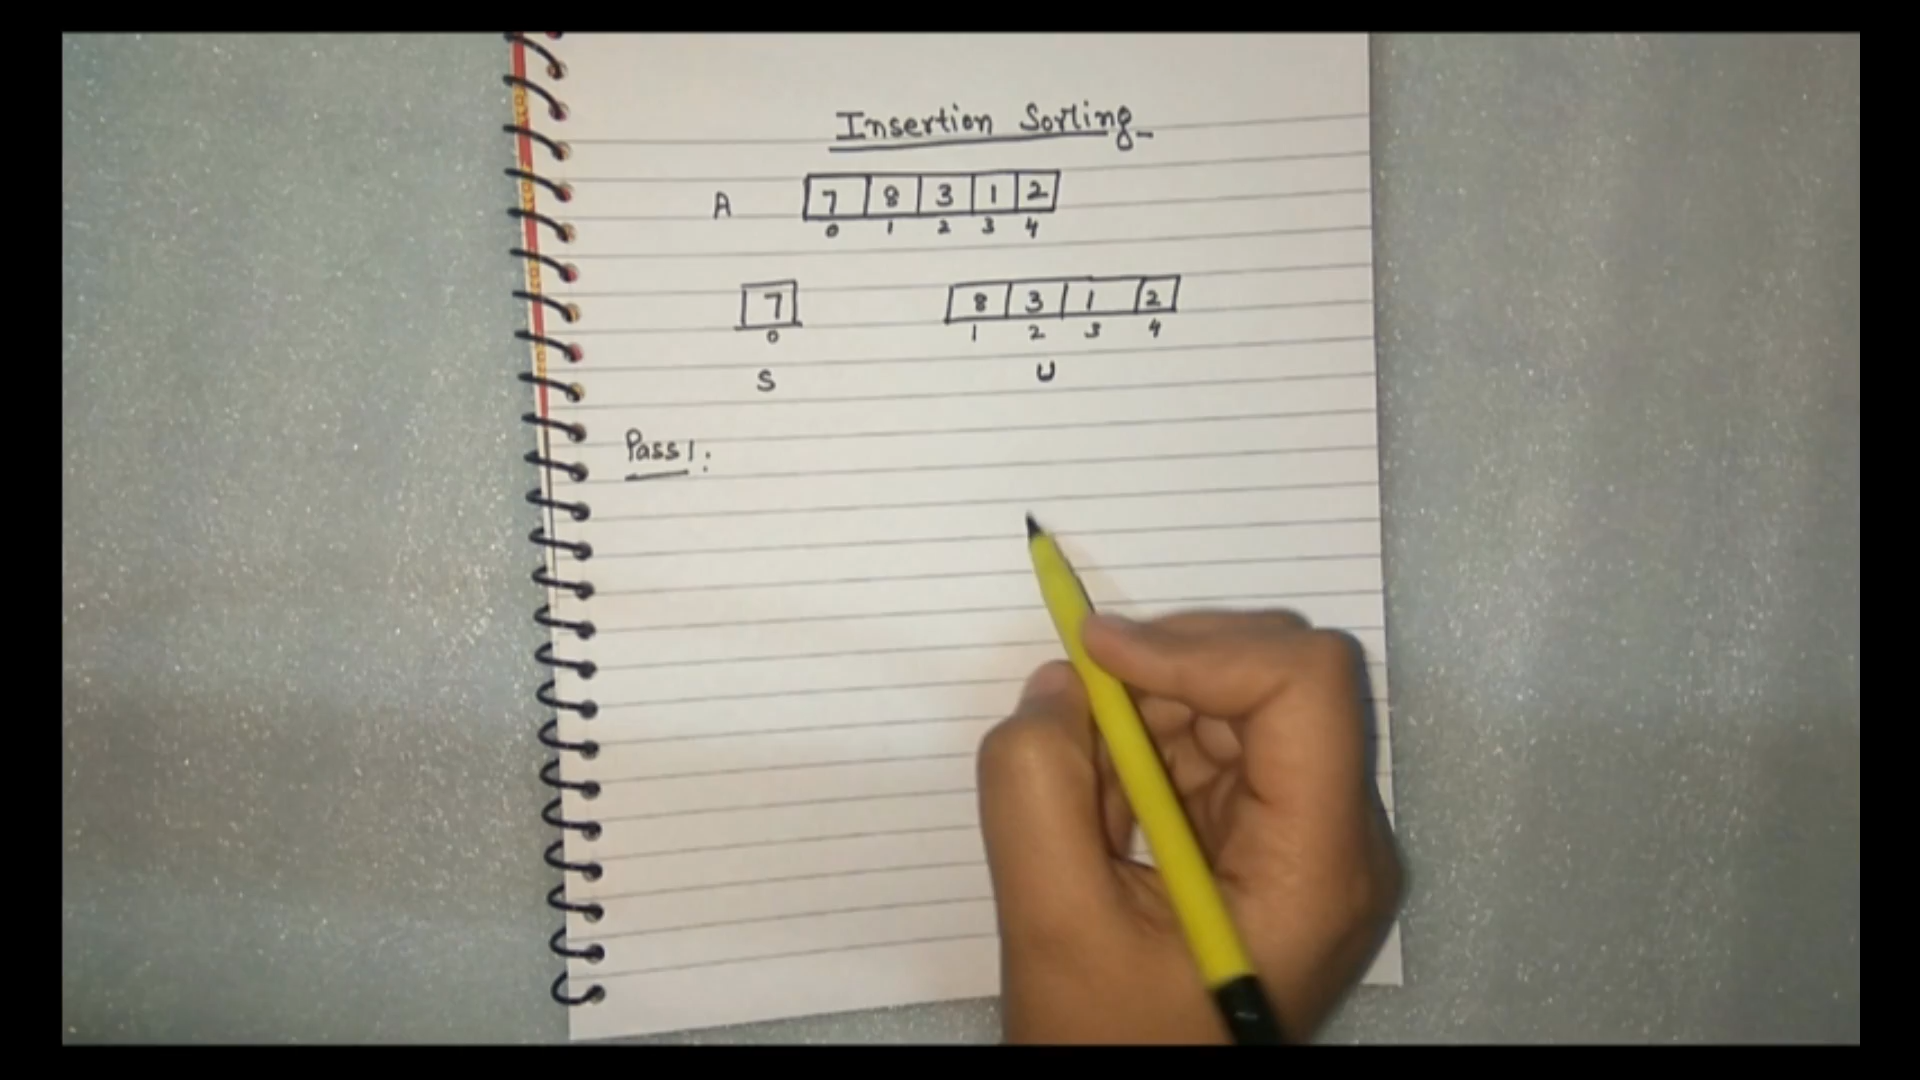 Insertion Sorting
A 7 8 3 1 2
0 1 2 3 4
7 8 3 1 2
0 1 2 3 4
S U
Pass 1: